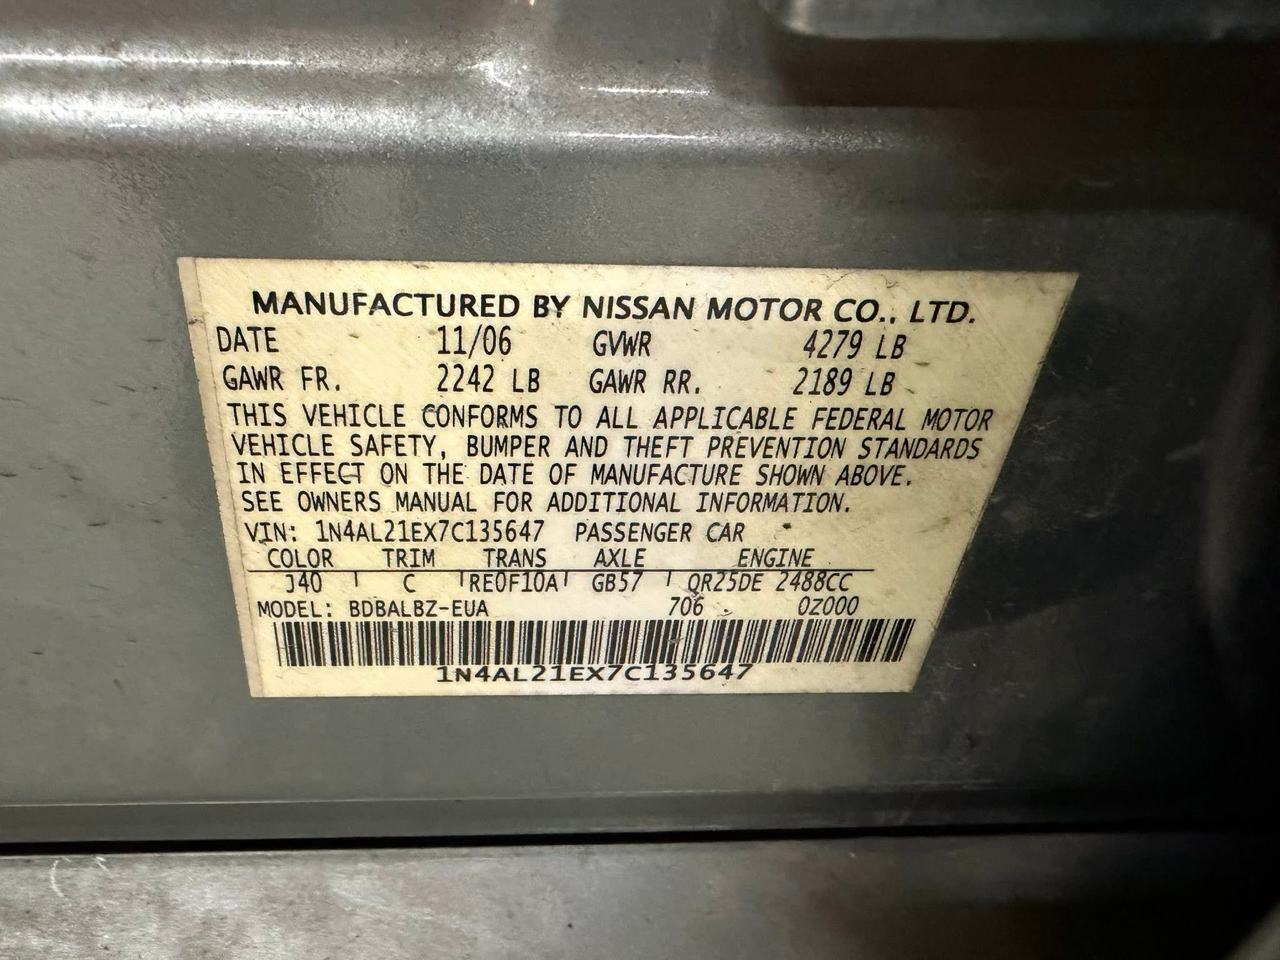 MANUFACTURED BY NISSAN MOTOR CO., LTD.
DATE 11/06 GVWR 4279 LB
GAWR FR. 2242 LB GAWR RR. 2189 LB
THIS VEHICLE CONFORMS TO ALL APPLICABLE FEDERAL MOTOR
VEHICLE SAFETY, BUMPER AND THEFT PREVENTION STANDARDS
IN EFFECT ON THE DATE OF MANUFACTURE SHOWN ABOVE.
SEE OWNERS MANUAL FOR ADDITIONAL INFORMATION.
VIN: 1N4AL21EX7C135647 PASSENGER CAR
COLOR TRIM TRANS AXLE ENGINE
J40 C RE0F10A GB57 QR25DE 2488CC
MODEL: BDBALBZ-EUA 706 0Z000
1N4AL21EX7C135647